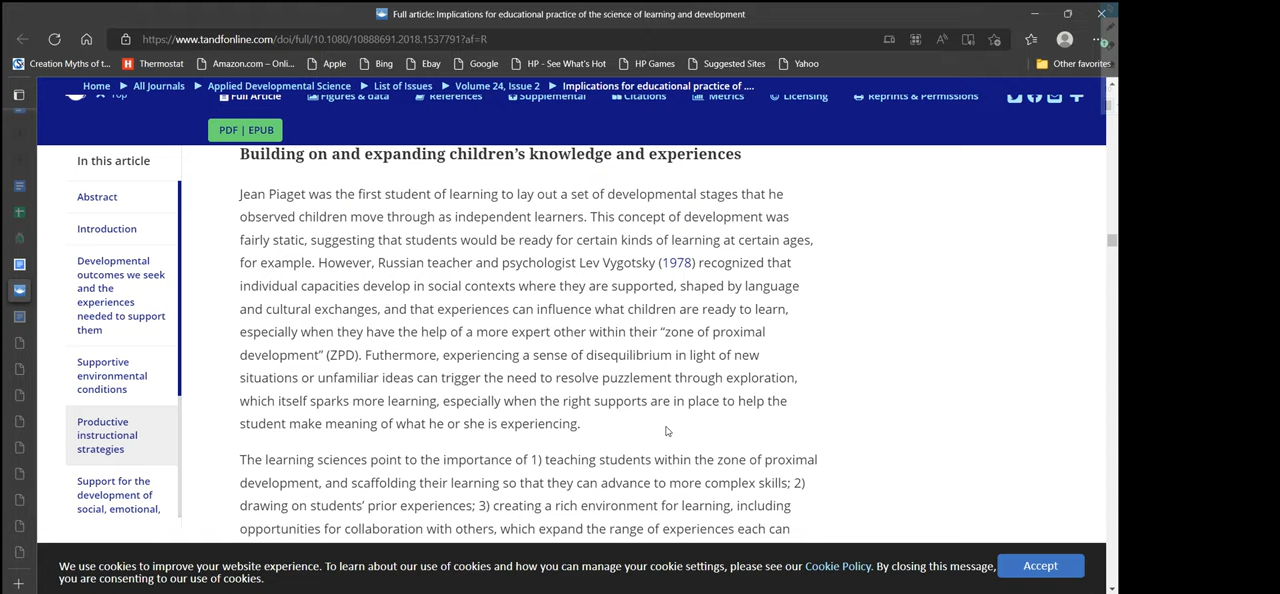 Full article: Implications for educational practice of the science of learning and development
https://www.tandfonline.com/doi/full/10.1080/10888691.2018.1537791?af=R
Creation Myths of t... Thermostat Amazon.com – Onli... Apple Bing Ebay Google HP - See What's Hot HP Games Suggested Sites Yahoo Other favorites
Home All Journals Applied Developmental Science List of Issues Volume 24, Issue 2 Implications for educational practice of ....
Top Full Article Figures & data References Supplemental Citations Metrics Licensing Reprints & Permissions
PDF | EPUB
In this article
Abstract
Introduction
Developmental
outcomes we seek
and the
experiences
needed to support
them
Supportive
environmental
conditions
Productive
instructional
strategies
Support for the
development of
social, emotional,
Building on and expanding children's knowledge and experiences
Jean Piaget was the first student of learning to lay out a set of developmental stages that he
observed children move through as independent learners. This concept of development was
fairly static, suggesting that students would be ready for certain kinds of learning at certain ages,
for example. However, Russian teacher and psychologist Lev Vygotsky (1978) recognized that
individual capacities develop in social contexts where they are supported, shaped by language
and cultural exchanges, and that experiences can influence what children are ready to learn,
especially when they have the help of a more expert other within their "zone of proximal
development" (ZPD). Futhermore, experiencing a sense of disequilibrium in light of new
situations or unfamiliar ideas can trigger the need to resolve puzzlement through exploration,
which itself sparks more learning, especially when the right supports are in place to help the
student make meaning of what he or she is experiencing.
The learning sciences point to the importance of 1) teaching students within the zone of proximal
development, and scaffolding their learning so that they can advance to more complex skills; 2)
drawing on students' prior experiences; 3) creating a rich environment for learning, including
opportunities for collaboration with others, which expand the range of experiences each can
We use cookies to improve your website experience. To learn about our use of cookies and how you can manage your cookie settings, please see our Cookie Policy. By closing this message,
you are consenting to our use of cookies.
Accept